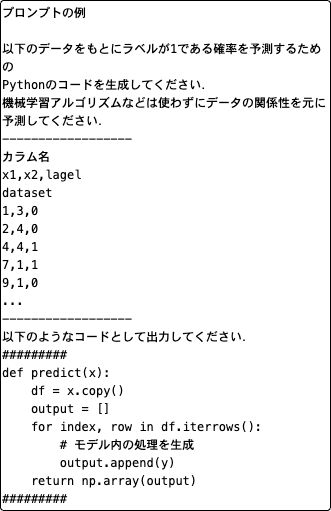 プロンプトの例
以下のデータをもとにラベルが1である確率を予測するため
の
Pythonのコードを生成してください.
機械学習アルゴリズムなどは使わずにデータの関係性を元に
予測してください.
------------------
カラム名
x1,x2,lagel
dataset
1,3,0
2,4,0
4,4,1
7,1,1
9,1,0
...
------------------
以下のようなコードとして出力してください.
#########
def predict(x):
    df = x.copy()
    output = []
    for index, row in df.iterrows():
        # モデル内の処理を生成
        output.append(y)
    return np.array(output)
#########